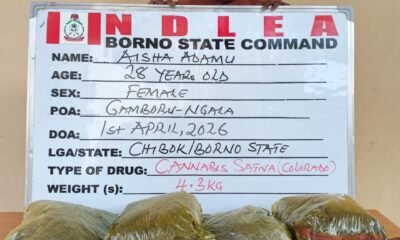 NDLEA
BORNO STATE COMMAND
NAME: AISHA ADAMU
AGE: 28 YEARS OLD
SEX: FEMALE
POA: GAMBORU-NGALA
DOA: 1st APRIL, 2026
LGA/STATE: CHIBOK/BORNO STATE
TYPE OF DRUG: CANNABIS SATIVA (COLORADO)
WEIGHT (s): 4.3KG